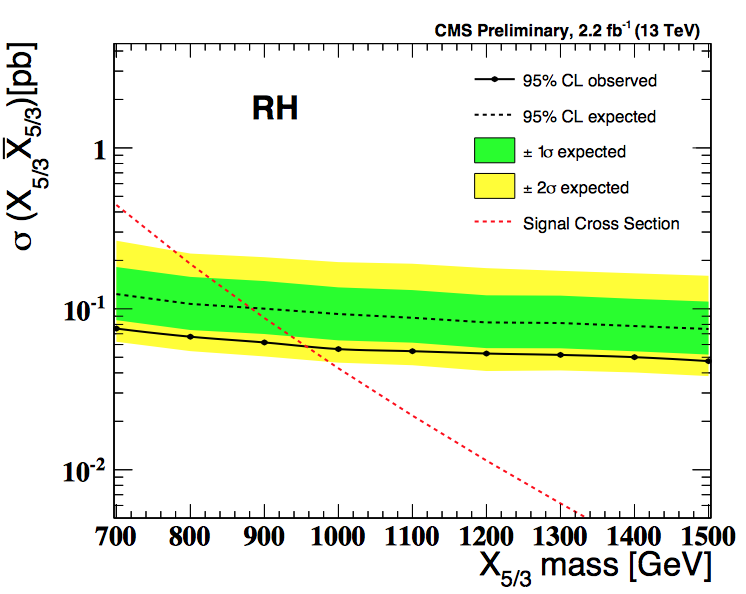 CMS Preliminary, 2.2 fb⁻¹ (13 TeV)
σ (X₅/₃X̅₅/₃)[pb]
RH
95% CL observed
95% CL expected
± 1σ expected
± 2σ expected
Signal Cross Section
1
10⁻¹
10⁻²
700 800 900 1000 1100 1200 1300 1400 1500
X₅/₃ mass [GeV]